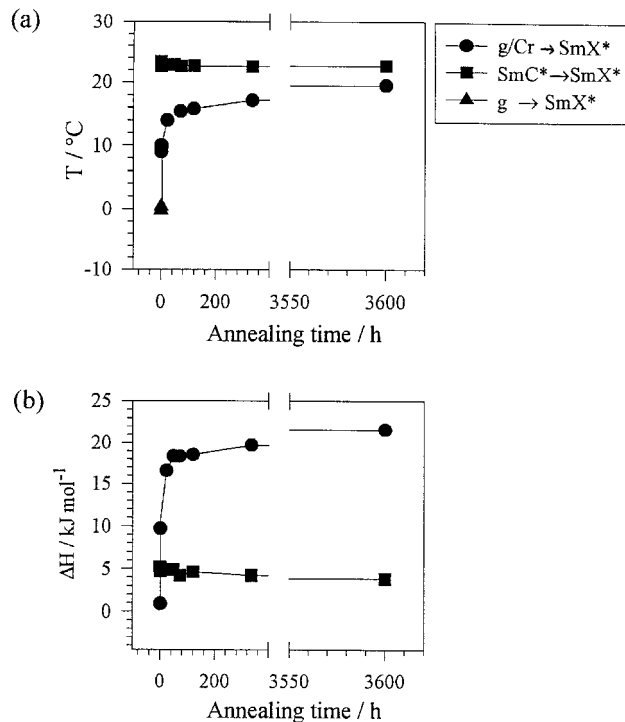 (a)
30
20
10
0
-10
T / °C
0 200 3550 3600
Annealing time / h
g/Cr → SmX*
SmC* → SmX*
g → SmX*
(b)
25
20
15
10
5
0
ΔH / kJ mol⁻¹
0 200 3550 3600
Annealing time / h